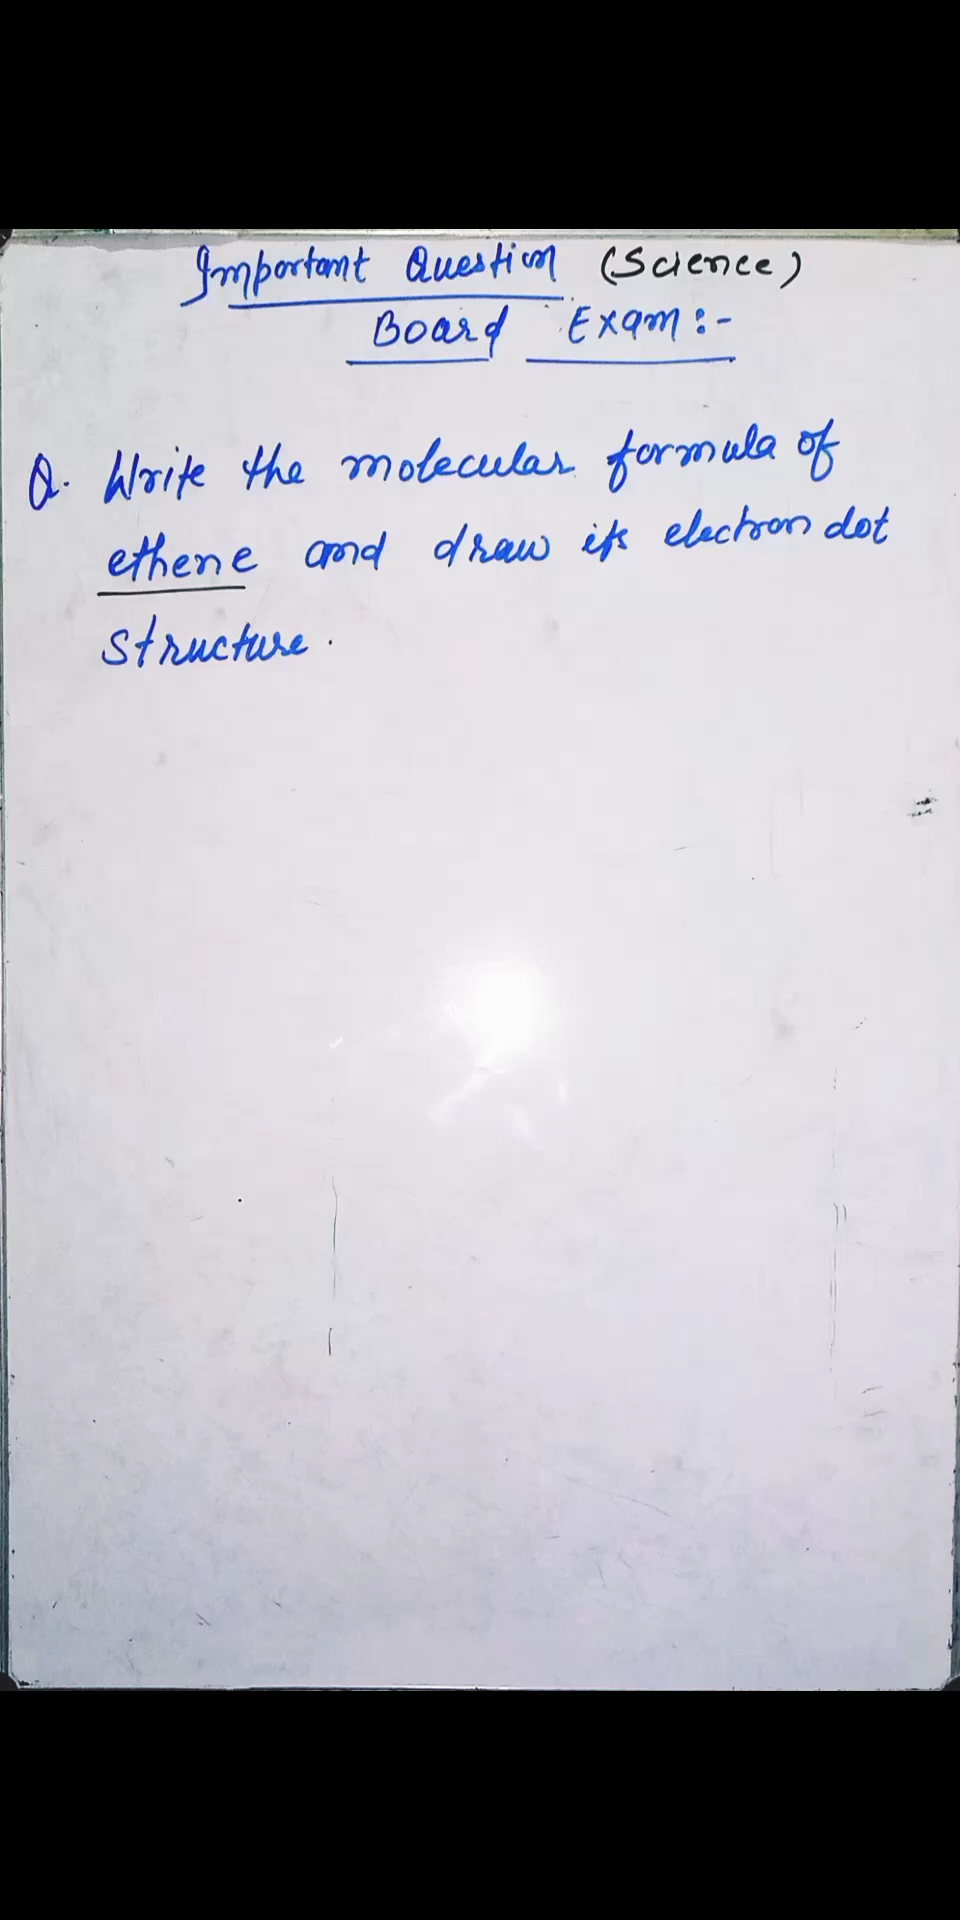 Important Question (Science)
Board Exam :-
Q. Write the molecular formula of
ethene and draw its electron dot
structure.